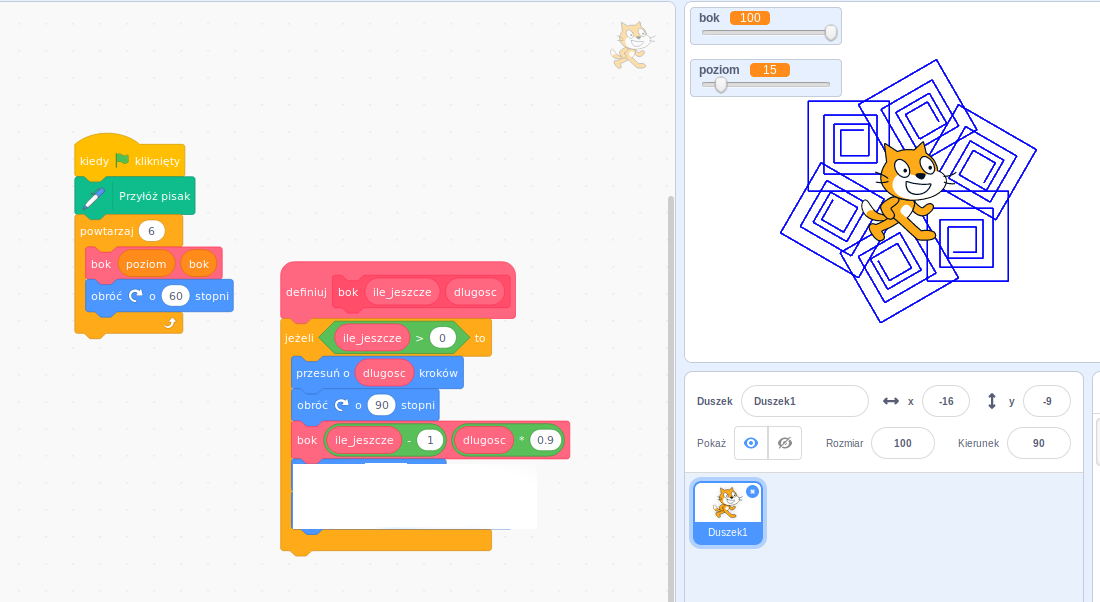 kiedy kliknięty
Przyłóż pisak
powtarzaj 6
bok poziom bok
obróć o 60 stopni
definiuj bok ile_jeszcze dlugosc
jeżeli ile_jeszcze > 0 to
przesuń o dlugosc kroków
obróć o 90 stopni
bok ile_jeszcze - 1 dlugosc * 0.9
bok 100
poziom 15
Duszek Duszek1 x -16 y -9
Pokaż Rozmiar 100 Kierunek 90
Duszek1